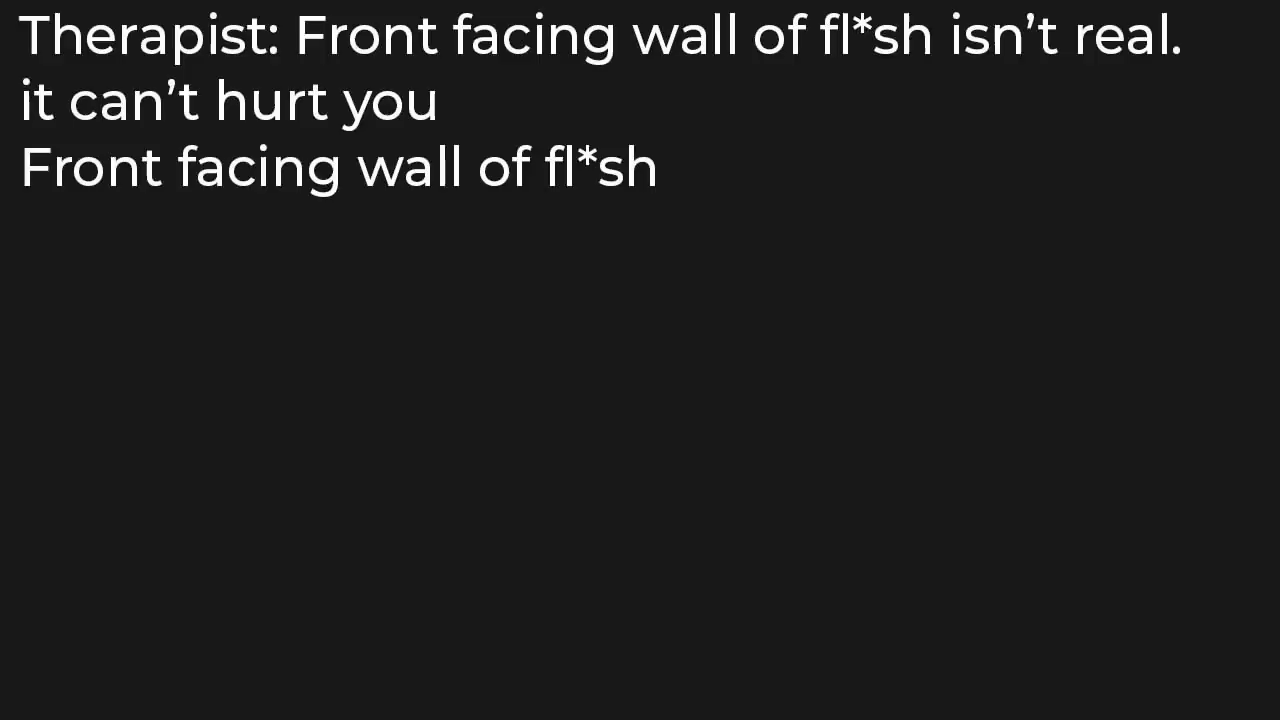 Therapist: Front facing wall of fl*sh isn’t real.
it can’t hurt you
Front facing wall of fl*sh